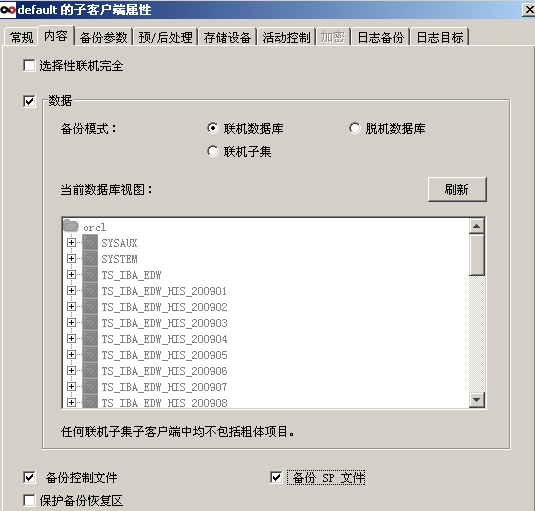 default 的子客户端属性
常规 内容 备份参数 预/后处理 存储设备 活动控制 加密 日志备份 日志目标
选择性联机完全
数据
备份模式： 联机数据库 脱机数据库
联机子集
当前数据库视图： 刷新
orcl
SYSAUX
SYSTEM
TS_IBA_EDW
TS_IBA_EDW_HIS_200901
TS_IBA_EDW_HIS_200902
TS_IBA_EDW_HIS_200903
TS_IBA_EDW_HIS_200904
TS_IBA_EDW_HIS_200905
TS_IBA_EDW_HIS_200906
TS_IBA_EDW_HIS_200907
TS_IBA_EDW_HIS_200908
任何联机子集子客户端中均不包括粗体项目。
备份控制文件 备份 SP 文件
保护备份恢复区